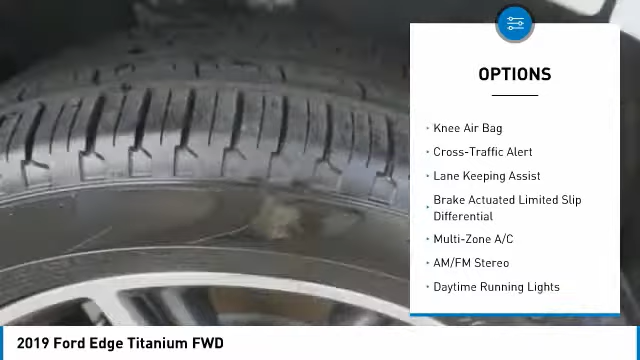 OPTIONS
Knee Air Bag
Cross-Traffic Alert
Lane Keeping Assist
Brake Actuated Limited Slip
Differential
Multi-Zone A/C
AM/FM Stereo
Daytime Running Lights
2019 Ford Edge Titanium FWD